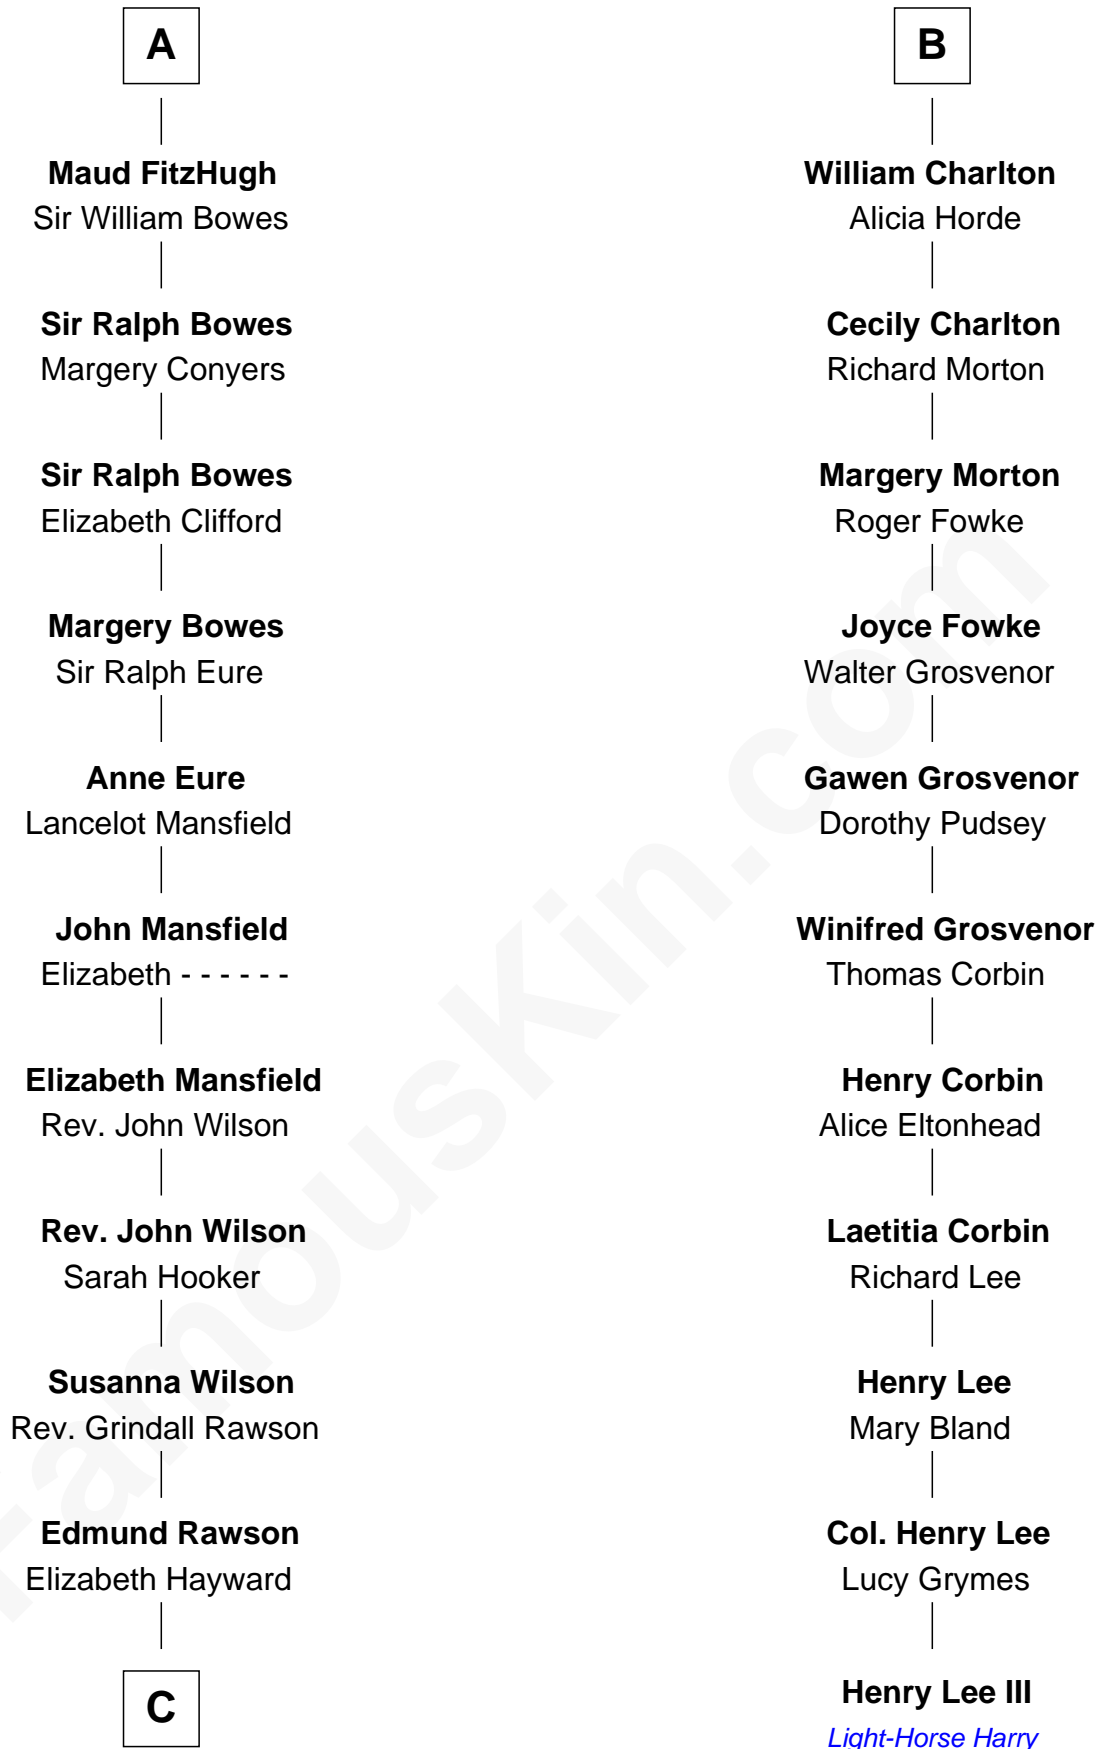 A
Maud FitzHugh
Sir William Bowes
Sir Ralph Bowes
Margery Conyers
Sir Ralph Bowes
Elizabeth Clifford
Margery Bowes
Sir Ralph Eure
Anne Eure
Lancelot Mansfield
John Mansfield
Elizabeth - - - - - -
Elizabeth Mansfield
Rev. John Wilson
Rev. John Wilson
Sarah Hooker
Susanna Wilson
Rev. Grindall Rawson
Edmund Rawson
Elizabeth Hayward
C
B
William Charlton
Alicia Horde
Cecily Charlton
Richard Morton
Margery Morton
Roger Fowke
Joyce Fowke
Walter Grosvenor
Gawen Grosvenor
Dorothy Pudsey
Winifred Grosvenor
Thomas Corbin
Henry Corbin
Alice Eltonhead
Laetitia Corbin
Richard Lee
Henry Lee
Mary Bland
Col. Henry Lee
Lucy Grymes
Henry Lee III
Light-Horse Harry
FamousKin.com